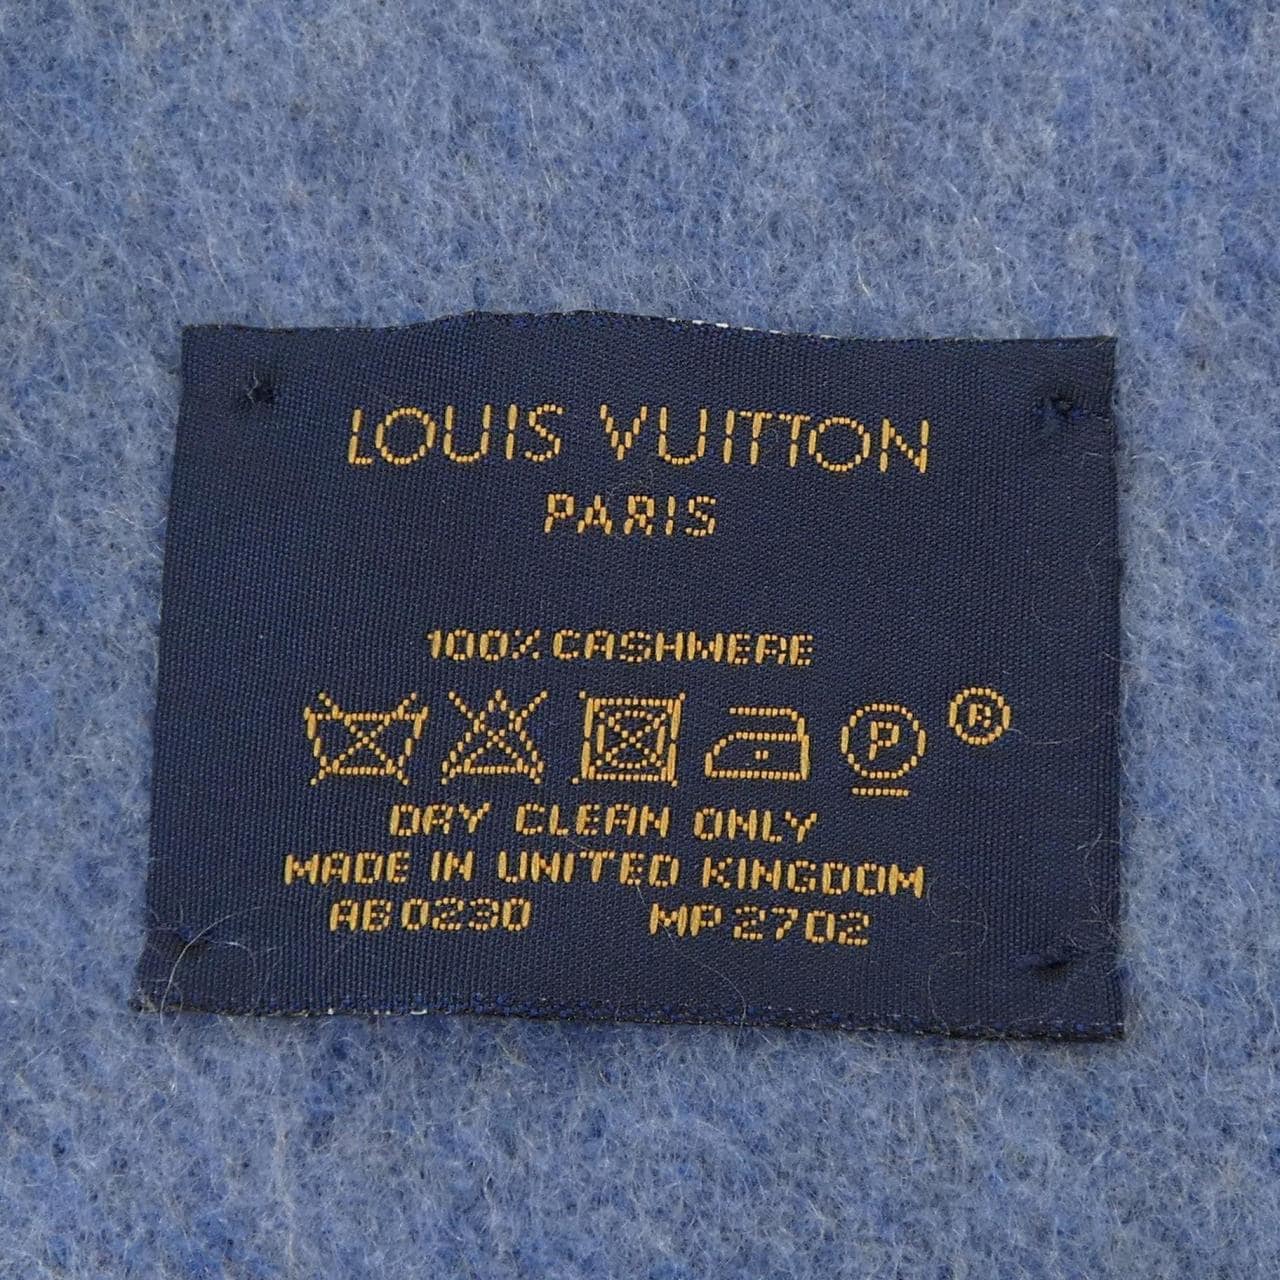 LOUIS VUITTON
PARIS
100% CASHMERE
P ®
DRY CLEAN ONLY
MADE IN UNITED KINGDOM
AB0230 MP2702